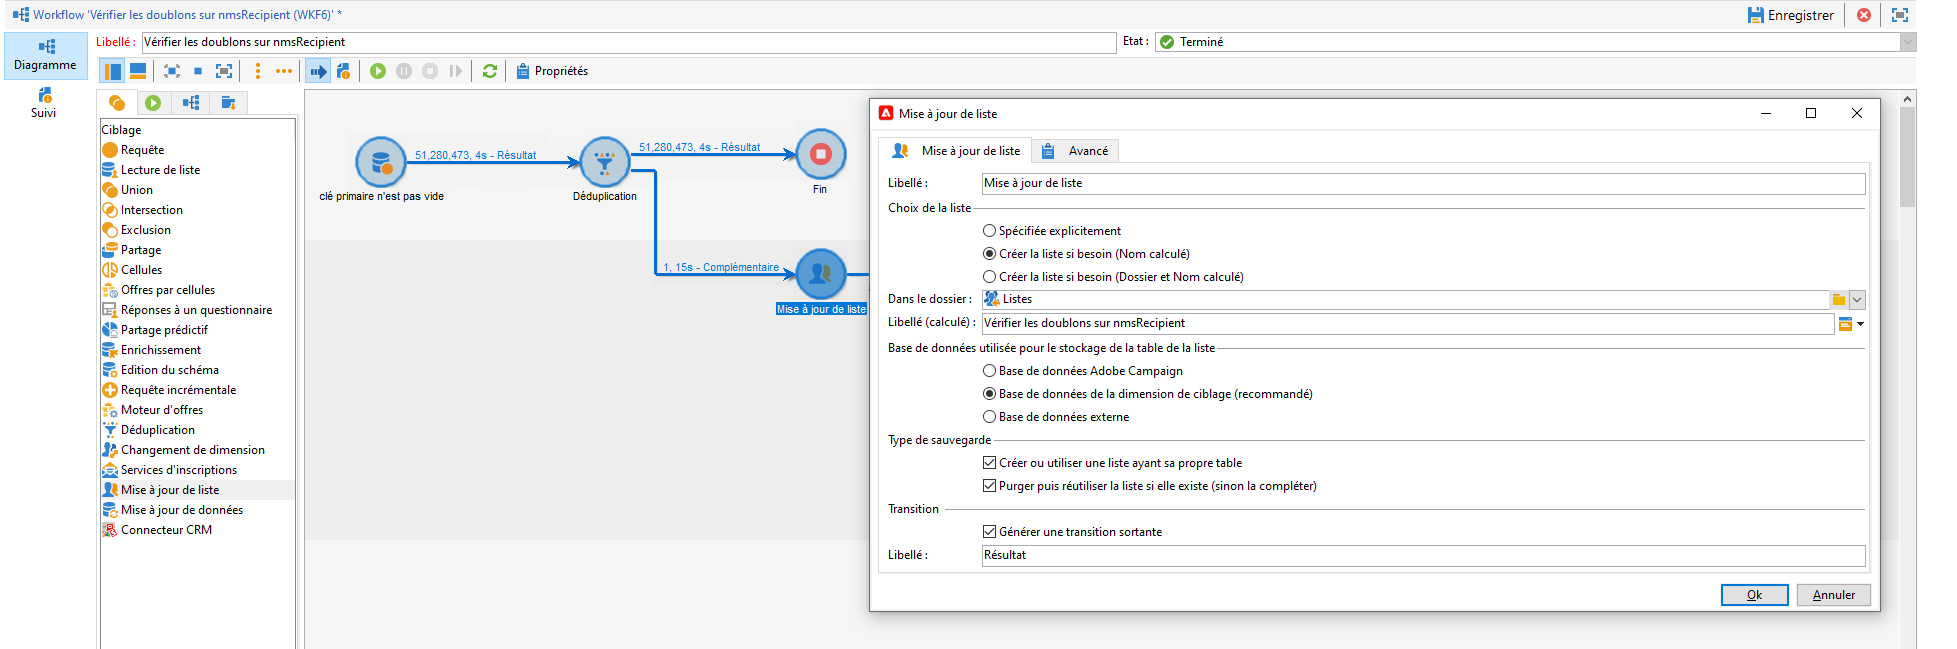 Workflow 'Vérifier les doublons sur nmsRecipient (WKF6)' *
Enregistrer
Diagramme
Suivi
Libellé :
Vérifier les doublons sur nmsRecipient
Etat :
Terminé
Propriétés
Ciblage
Requête
Lecture de liste
Union
Intersection
Exclusion
Partage
Cellules
Offres par cellules
Réponses à un questionnaire
Partage prédictif
Enrichissement
Edition du schéma
Requête incrémentale
Moteur d'offres
Déduplication
Changement de dimension
Services d'inscriptions
Mise à jour de liste
Mise à jour de données
Connecteur CRM
51,280,473, 4s - Résultat
clé primaire n'est pas vide
51,280,473, 4s - Résultat
Déduplication
Fin
1, 15s - Complémentaire
Mise à jour de liste
Mise à jour de liste
Mise à jour de liste
Avancé
Libellé :
Mise à jour de liste
Choix de la liste
Spécifiée explicitement
Créer la liste si besoin (Nom calculé)
Créer la liste si besoin (Dossier et Nom calculé)
Dans le dossier :
Listes
Libellé (calculé) :
Vérifier les doublons sur nmsRecipient
Base de données utilisée pour le stockage de la table de la liste
Base de données Adobe Campaign
Base de données de la dimension de ciblage (recommandé)
Base de données externe
Type de sauvegarde
Créer ou utiliser une liste ayant sa propre table
Purger puis réutiliser la liste si elle existe (sinon la compléter)
Transition
Générer une transition sortante
Libellé :
Résultat
Ok
Annuler